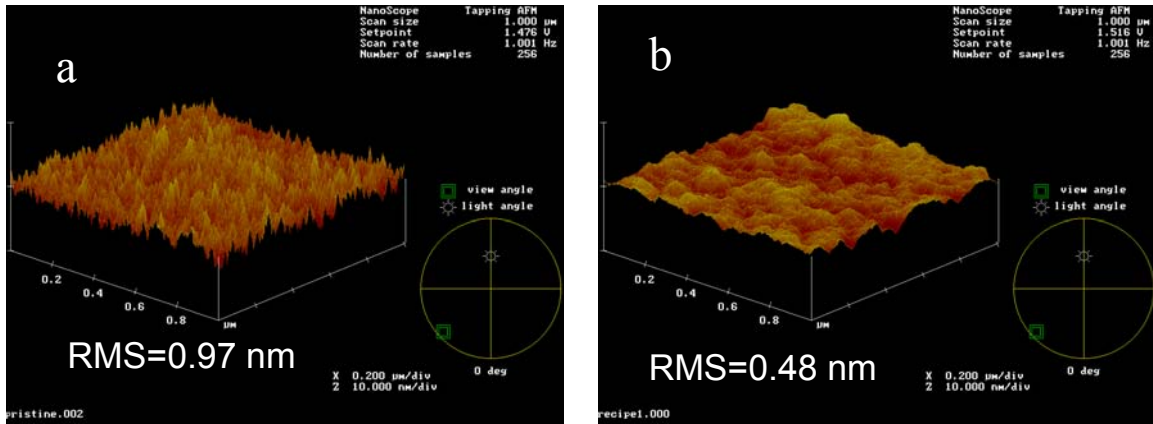 a
NanoScope Tapping AFM
Scan size 1.000 µm
Setpoint 1.476 V
Scan rate 1.001 Hz
Number of samples 256
view angle
light angle
0.2
0.4
0.6
0.8
µm
RMS=0.97 nm
X 0.200 µm/div
Z 10.000 nm/div
0 deg
pristine.002
b
NanoScope Tapping AFM
Scan size 1.000 µm
Setpoint 1.516 V
Scan rate 1.001 Hz
Number of samples 256
view angle
light angle
0.2
0.4
0.6
0.8
µm
RMS=0.48 nm
X 0.200 µm/div
Z 10.000 nm/div
0 deg
recipe1.000